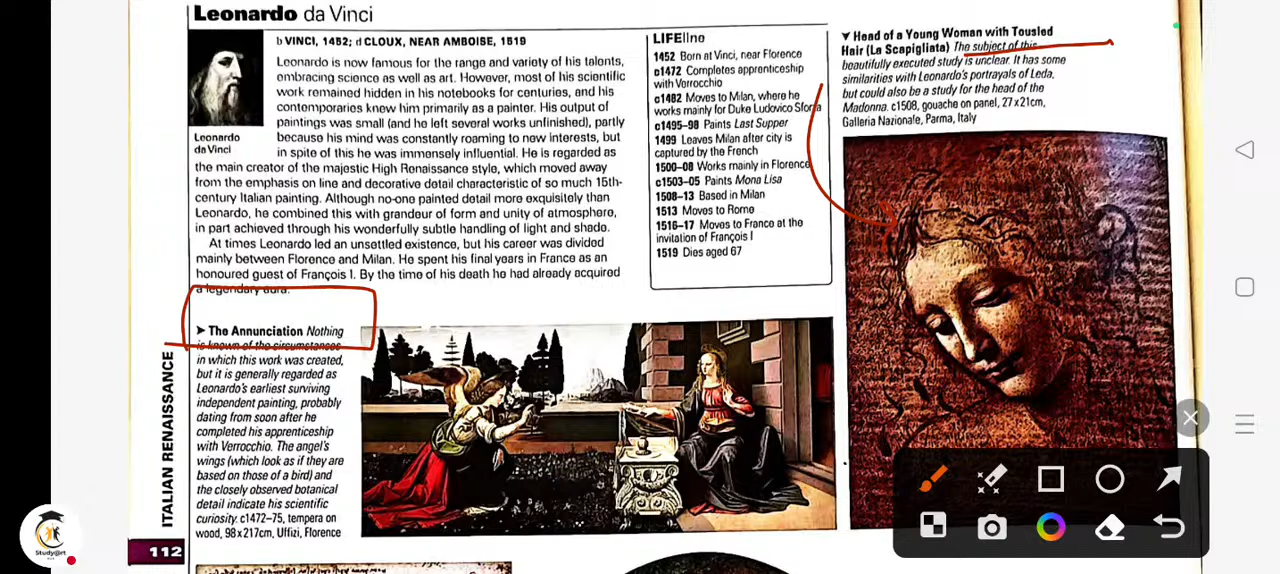 Leonardo da Vinci
b VINCI, 1452; d CLOUX, NEAR AMBOISE, 1519
Leonardo is now famous for the range and variety of his talents,
embracing science as well as art. However, most of his scientific
work remained hidden in his notebooks for centuries, and his
contemporaries knew him primarily as a painter. His output of
paintings was small (and he left several works unfinished), partly
because his mind was constantly roaming to new interests, but
in spite of this he was immensely influential. He is regarded as
the main creator of the majestic High Renaissance style, which moved away
from the emphasis on line and decorative detail characteristic of so much 15th-
century Italian painting. Although no-one painted detail more exquisitely than
Leonardo, he combined this with grandeur of form and unity of atmosphere,
in part achieved through his wonderfully subtle handling of light and shade.
At times Leonardo led an unsettled existence, but his career was divided
mainly between Florence and Milan. He spent his final years in France as an
honoured guest of François I. By the time of his death he had already acquired
a legendary aura.
Leonardo
da Vinci
LIFEline
1452 Born at Vinci, near Florence
c1472 Completes apprenticeship
with Verrocchio
c1482 Moves to Milan, where he
works mainly for Duke Ludovico Sforza
c1495–98 Paints Last Supper
1499 Leaves Milan after city is
captured by the French
1500–08 Works mainly in Florence
c1503–05 Paints Mona Lisa
1508–13 Based in Milan
1513 Moves to Rome
1516–17 Moves to France at the
invitation of François I
1519 Dies aged 67
▼ Head of a Young Woman with Tousled
Hair (La Scapigliata) The subject of this
beautifully executed study is unclear. It has some
similarities with Leonardo's portrayals of Leda,
but could also be a study for the head of the
Madonna. c1508, gouache on panel, 27x21cm,
Galleria Nazionale, Parma, Italy
➤ The Annunciation Nothing
is known of the circumstances
in which this work was created,
but it is generally regarded as
Leonardo's earliest surviving
independent painting, probably
dating from soon after he
completed his apprenticeship
with Verrocchio. The angel's
wings (which look as if they are
based on those of a bird) and
the closely observed botanical
detail indicate his scientific
curiosity. c1472–75, tempera on
wood, 98x217cm, Uffizi, Florence
ITALIAN RENAISSANCE
112
Study@rt